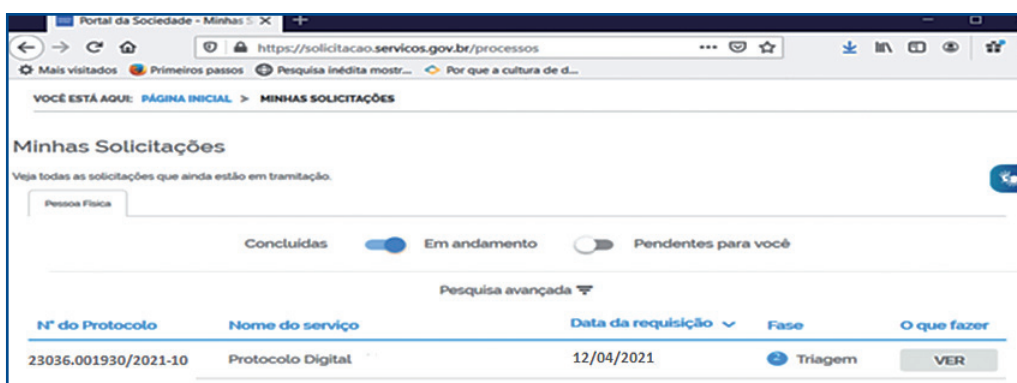 Portal da Sociedade - Minhas S
https://solicitacao.servicos.gov.br/processos
Mais visitados Primeiros passos Pesquisa inédita mostr... Por que a cultura de d...
VOCÊ ESTÁ AQUI: PÁGINA INICIAL > MINHAS SOLICITAÇÕES
Minhas Solicitações
Veja todas as solicitações que ainda estão em tramitação.
Pessoa Física
Concluídas Em andamento Pendentes para você
Pesquisa avançada
N° do Protocolo Nome do serviço Data da requisição Fase O que fazer
23036.001930/2021-10 Protocolo Digital 12/04/2021 2 Triagem VER